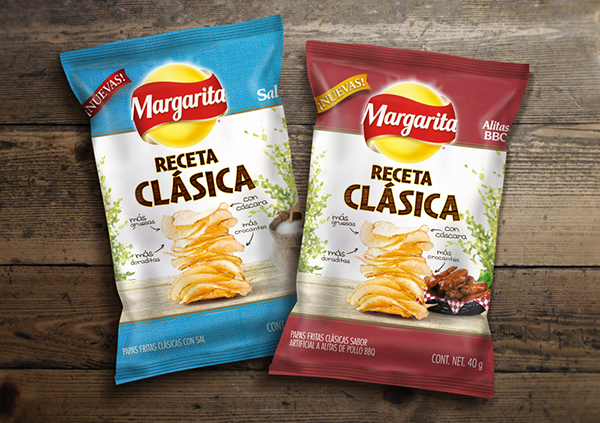 ¡NUEVAS!
Margarita
Sal
RECETA
CLÁSICA
más
gruesas
con
cáscara
más
doraditas
más
crocantes
PAPAS FRITAS CLÁSICAS CON SAL
CONT
¡NUEVAS!
Margarita
Alitas
BBQ
RECETA
CLÁSICA
más
gruesas
con
cáscara
más
doraditas
más
crocantes
PAPAS FRITAS CLÁSICAS SABOR
ARTIFICIAL A ALITAS DE POLLO BBQ
CONT. NET. 40 g